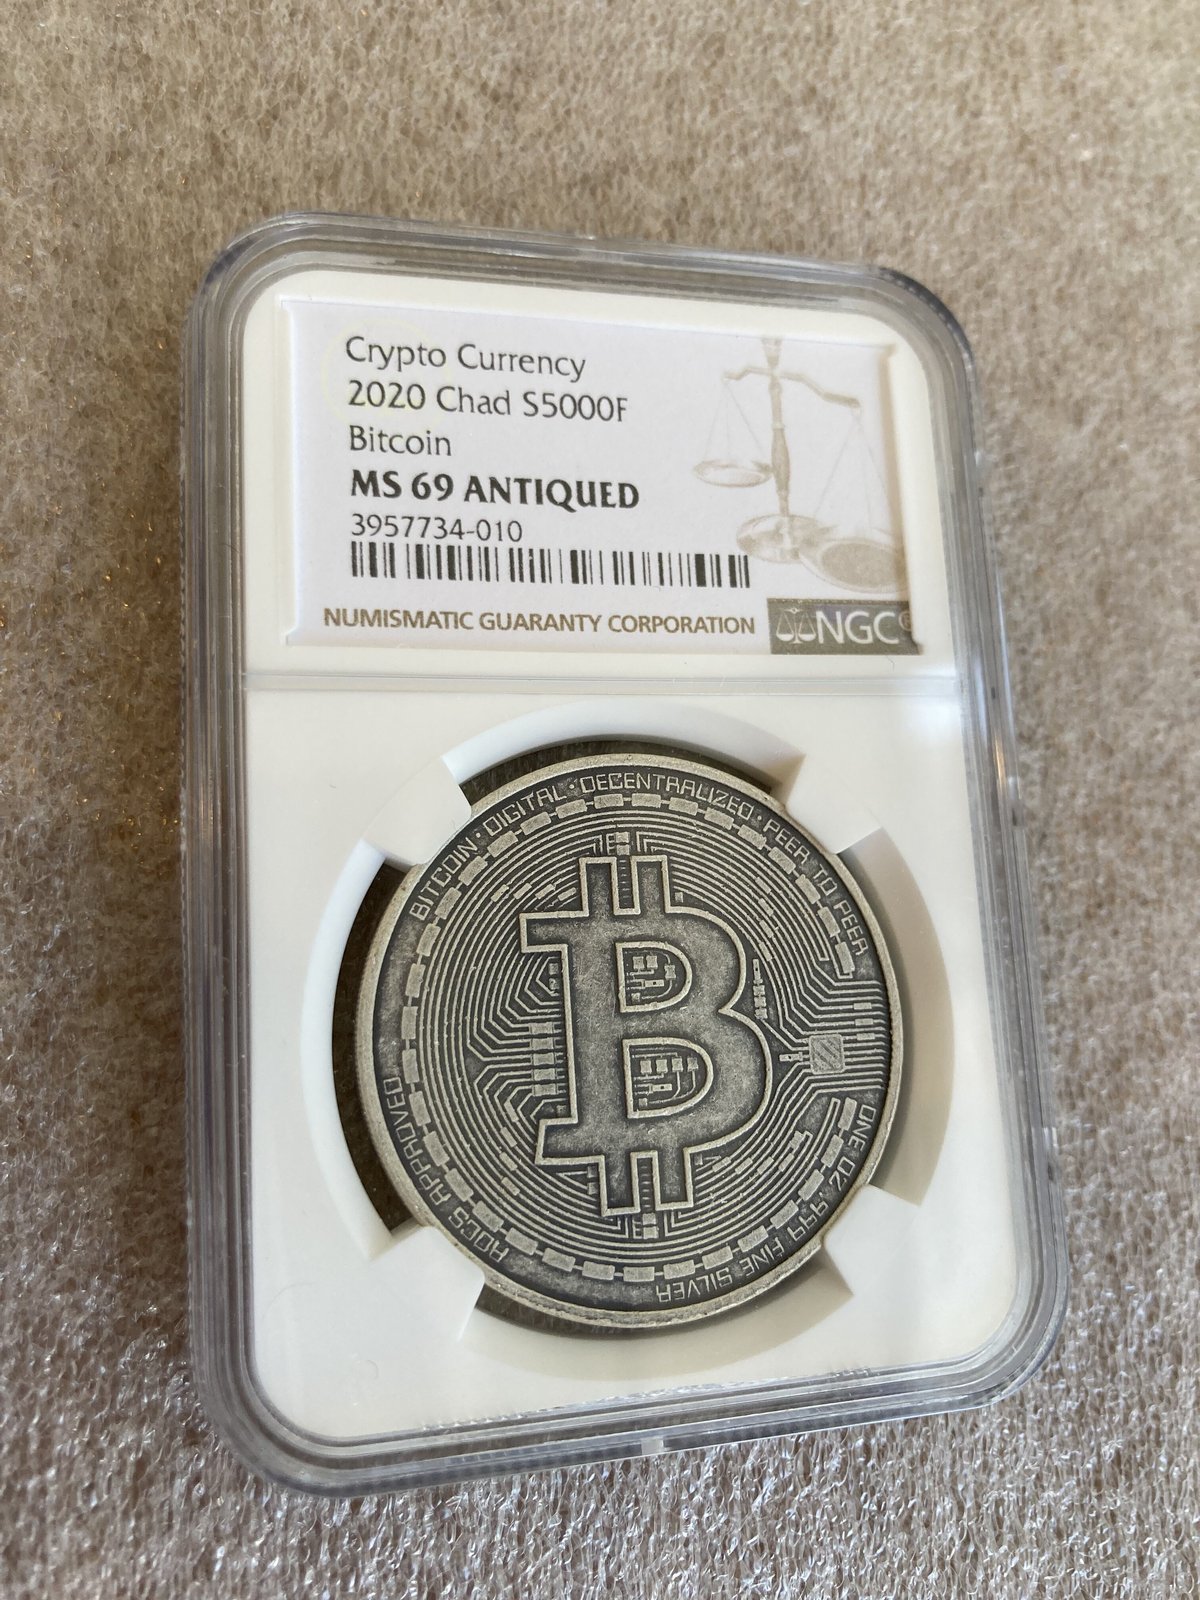 Crypto Currency
2020 Chad S5000F
Bitcoin
MS 69 ANTIQUED
3957734-010
NUMISMATIC GUARANTY CORPORATION
NGC®
BITCOIN · DIGITAL · DECENTRALIZED · PEER TO PEER
ONE OZ .999 FINE SILVER
AOCS APPROVED